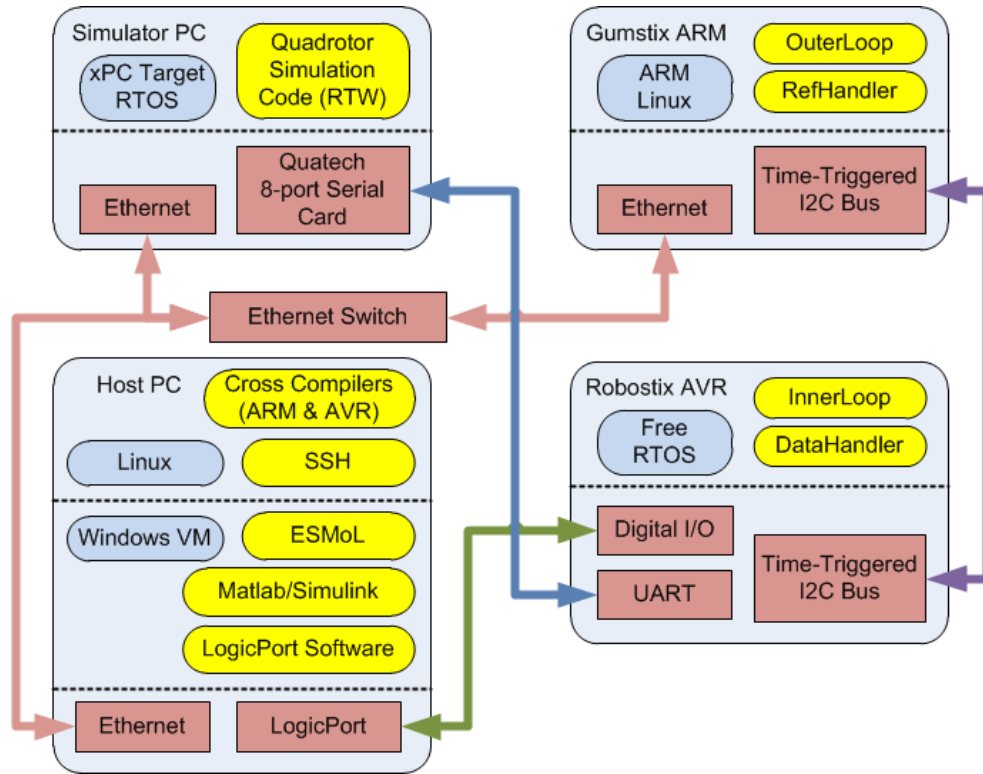 Simulator PC
xPC Target
RTOS
Quadrotor
Simulation
Code (RTW)
Ethernet
Quatech
8-port Serial
Card
Gumstix ARM
ARM
Linux
OuterLoop
RefHandler
Ethernet
Time-Triggered
I2C Bus
Ethernet Switch
Host PC
Cross Compilers
(ARM & AVR)
Linux
SSH
Windows VM
ESMoL
Matlab/Simulink
LogicPort Software
Ethernet
LogicPort
Robostix AVR
Free
RTOS
InnerLoop
DataHandler
Digital I/O
UART
Time-Triggered
I2C Bus